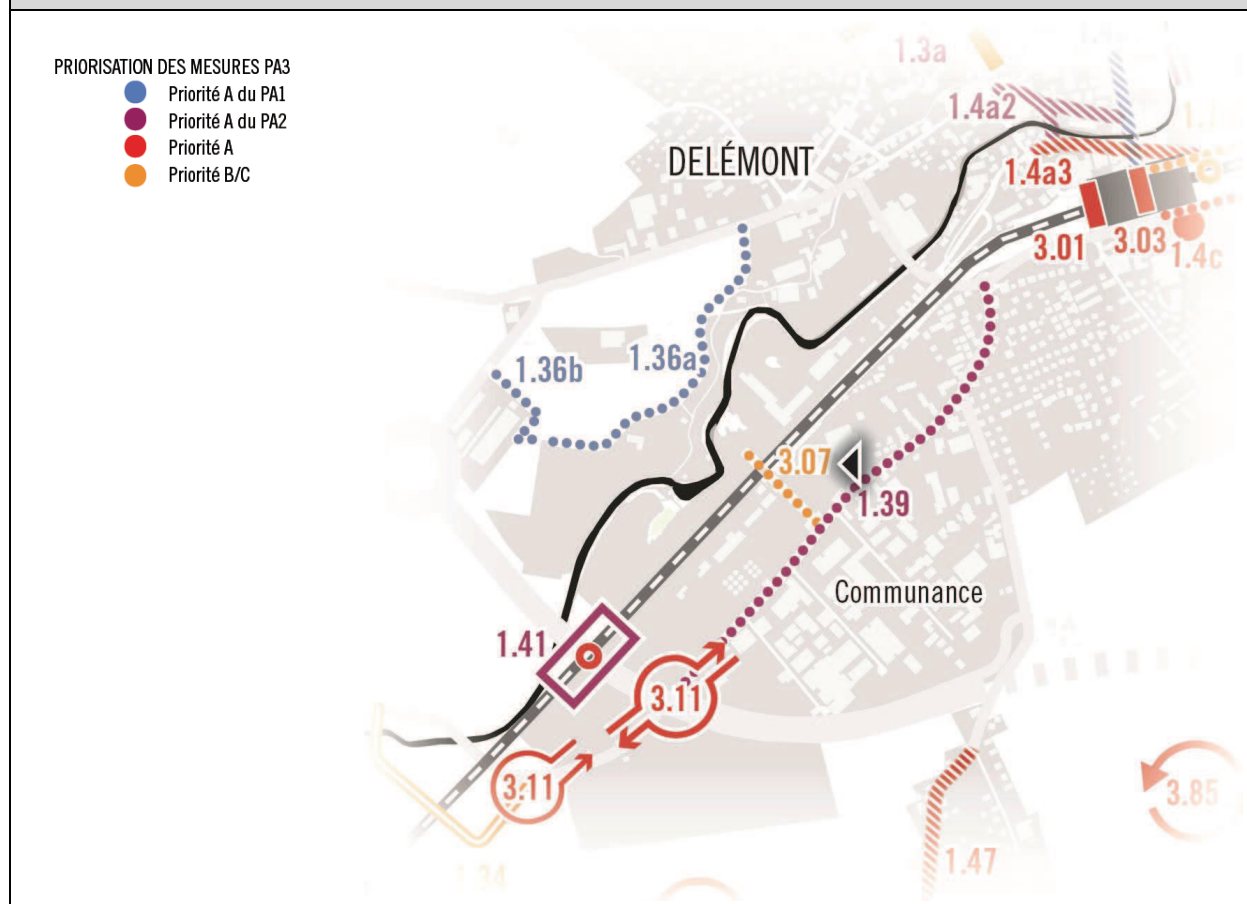 PRIORISATION DES MESURES PA3
Priorité A du PA1
Priorité A du PA2
Priorité A
Priorité B/C
1.3a
1.4a2
DELÉMONT
1.4a3
3.01
3.03
1.4c
1.36b
1.36a
3.07
1.39
Communance
1.41
3.11
3.11
3.85
1.47
1.34